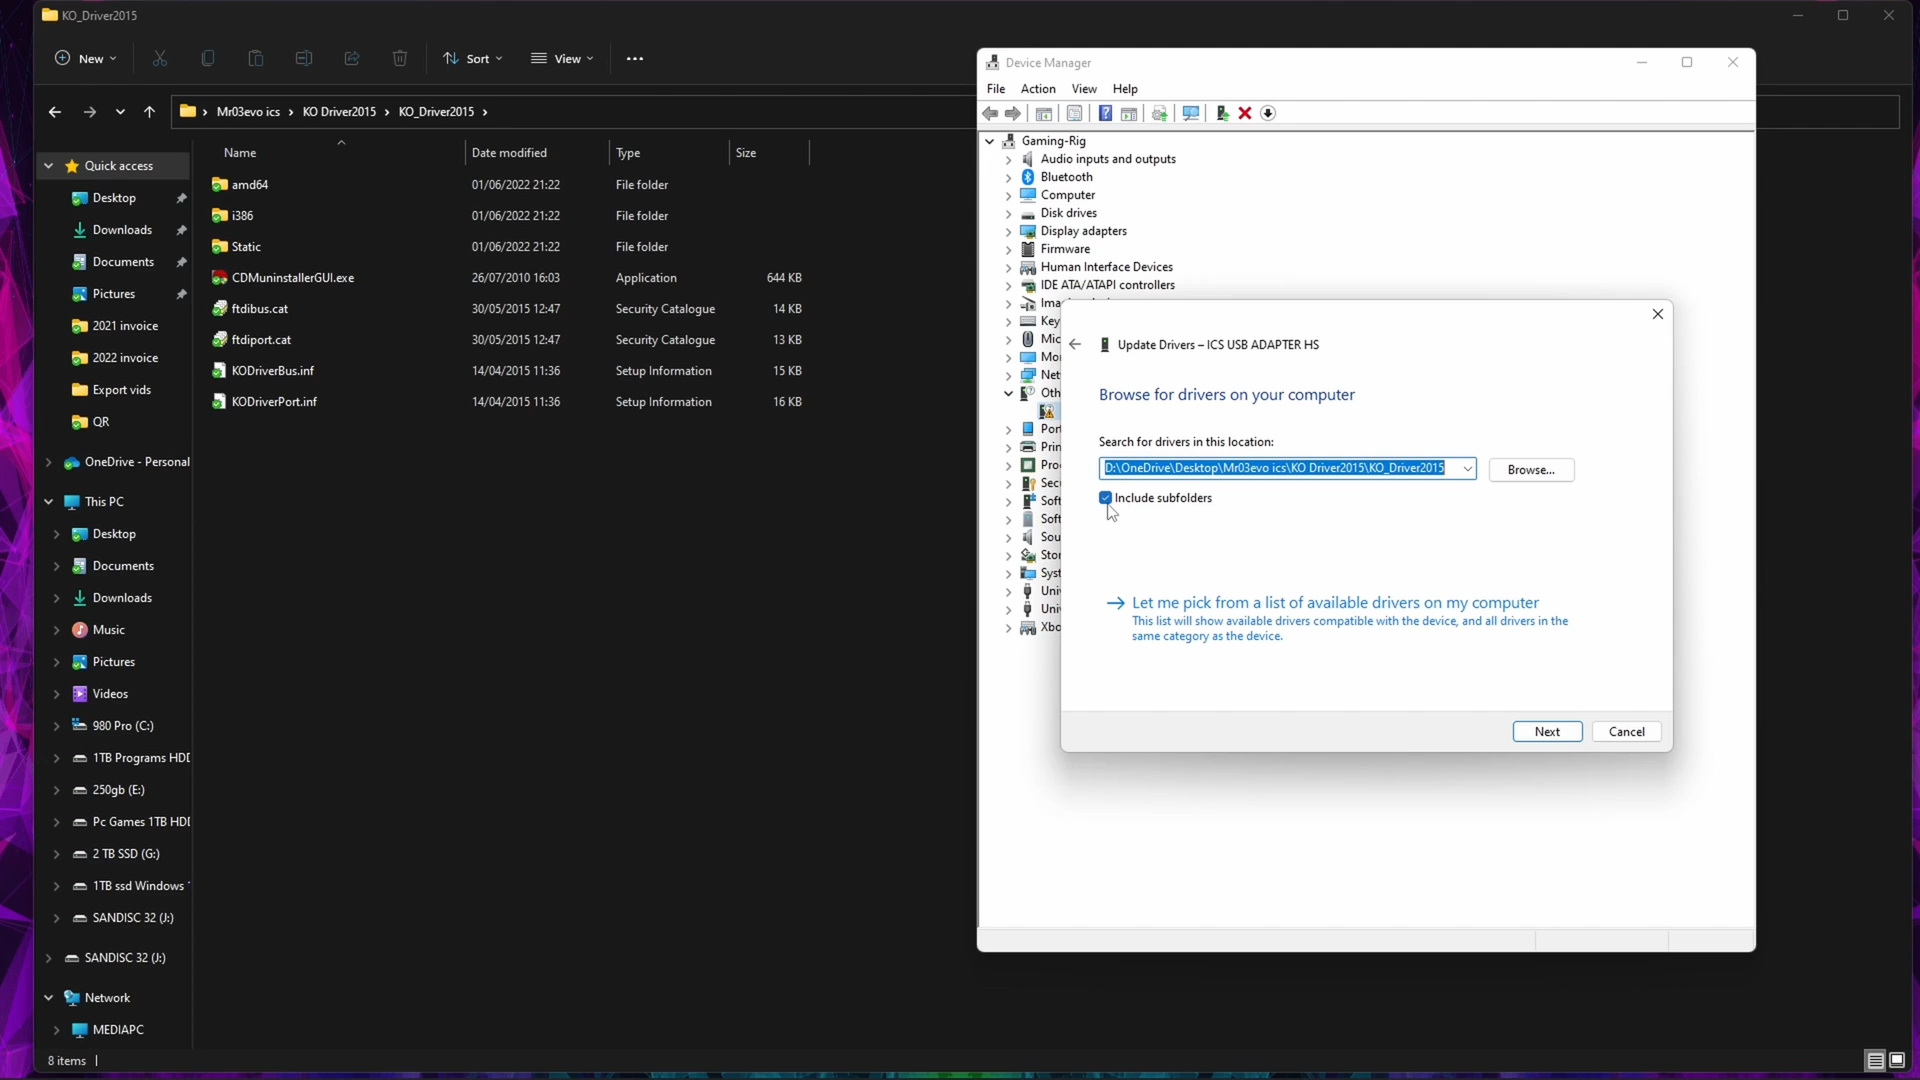 KO_Driver2015
New
Sort
View
Mr03evo ics
KO Driver2015
KO_Driver2015
Name
Date modified
Type
Size
Quick access
Desktop
Downloads
Documents
Pictures
2021 invoice
2022 invoice
Export vids
QR
OneDrive - Personal
This PC
Desktop
Documents
Downloads
Music
Pictures
Videos
980 Pro (C:)
1TB Programs HDD
250gb (E:)
Pc Games 1TB HDD
2 TB SSD (G:)
1TB ssd Windows
SANDISC 32 (J:)
SANDISC 32 (J:)
Network
MEDIAPC
amd64 01/06/2022 21:22 File folder
i386 01/06/2022 21:22 File folder
Static 01/06/2022 21:22 File folder
CDMuninstallerGUI.exe 26/07/2010 16:03 Application 644 KB
ftdibus.cat 30/05/2015 12:47 Security Catalogue 14 KB
ftdiport.cat 30/05/2015 12:47 Security Catalogue 13 KB
KODriverBus.inf 14/04/2015 11:36 Setup Information 15 KB
KODriverPort.inf 14/04/2015 11:36 Setup Information 16 KB
8 items
Device Manager
File Action View Help
Gaming-Rig
Audio inputs and outputs
Bluetooth
Computer
Disk drives
Display adapters
Firmware
Human Interface Devices
IDE ATA/ATAPI controllers
Ima
Key
Mic
Mo
Net
Oth
Port
Prin
Pro
Secu
Soft
Soft
Sou
Stor
Syst
Univ
Univ
Xbo
Update Drivers – ICS USB ADAPTER HS
Browse for drivers on your computer
Search for drivers in this location:
D:\OneDrive\Desktop\Mr03evo ics\KO Driver2015\KO_Driver2015
Browse...
Include subfolders
Let me pick from a list of available drivers on my computer
This list will show available drivers compatible with the device, and all drivers in the
same category as the device.
Next
Cancel